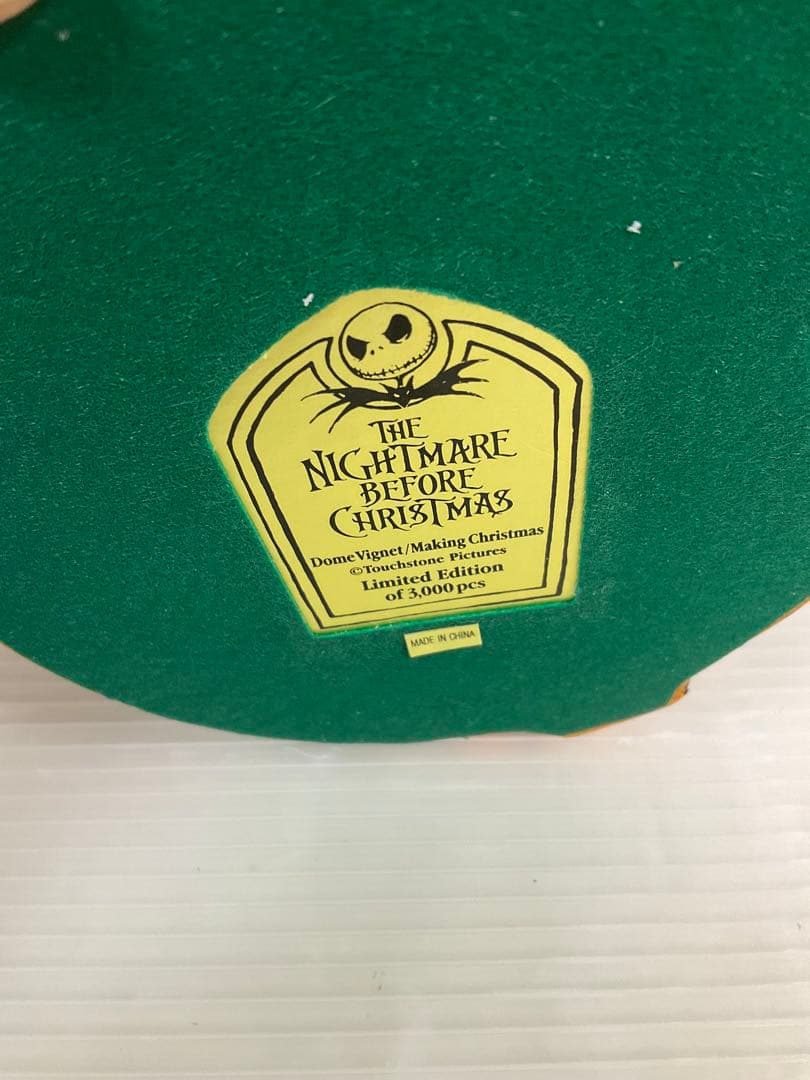 THE
NIGHTMARE
BEFORE
CHRISTMAS
Dome Vignet/Making Christmas
©Touchstone Pictures
Limited Edition
of 3,000 pcs
MADE IN CHINA